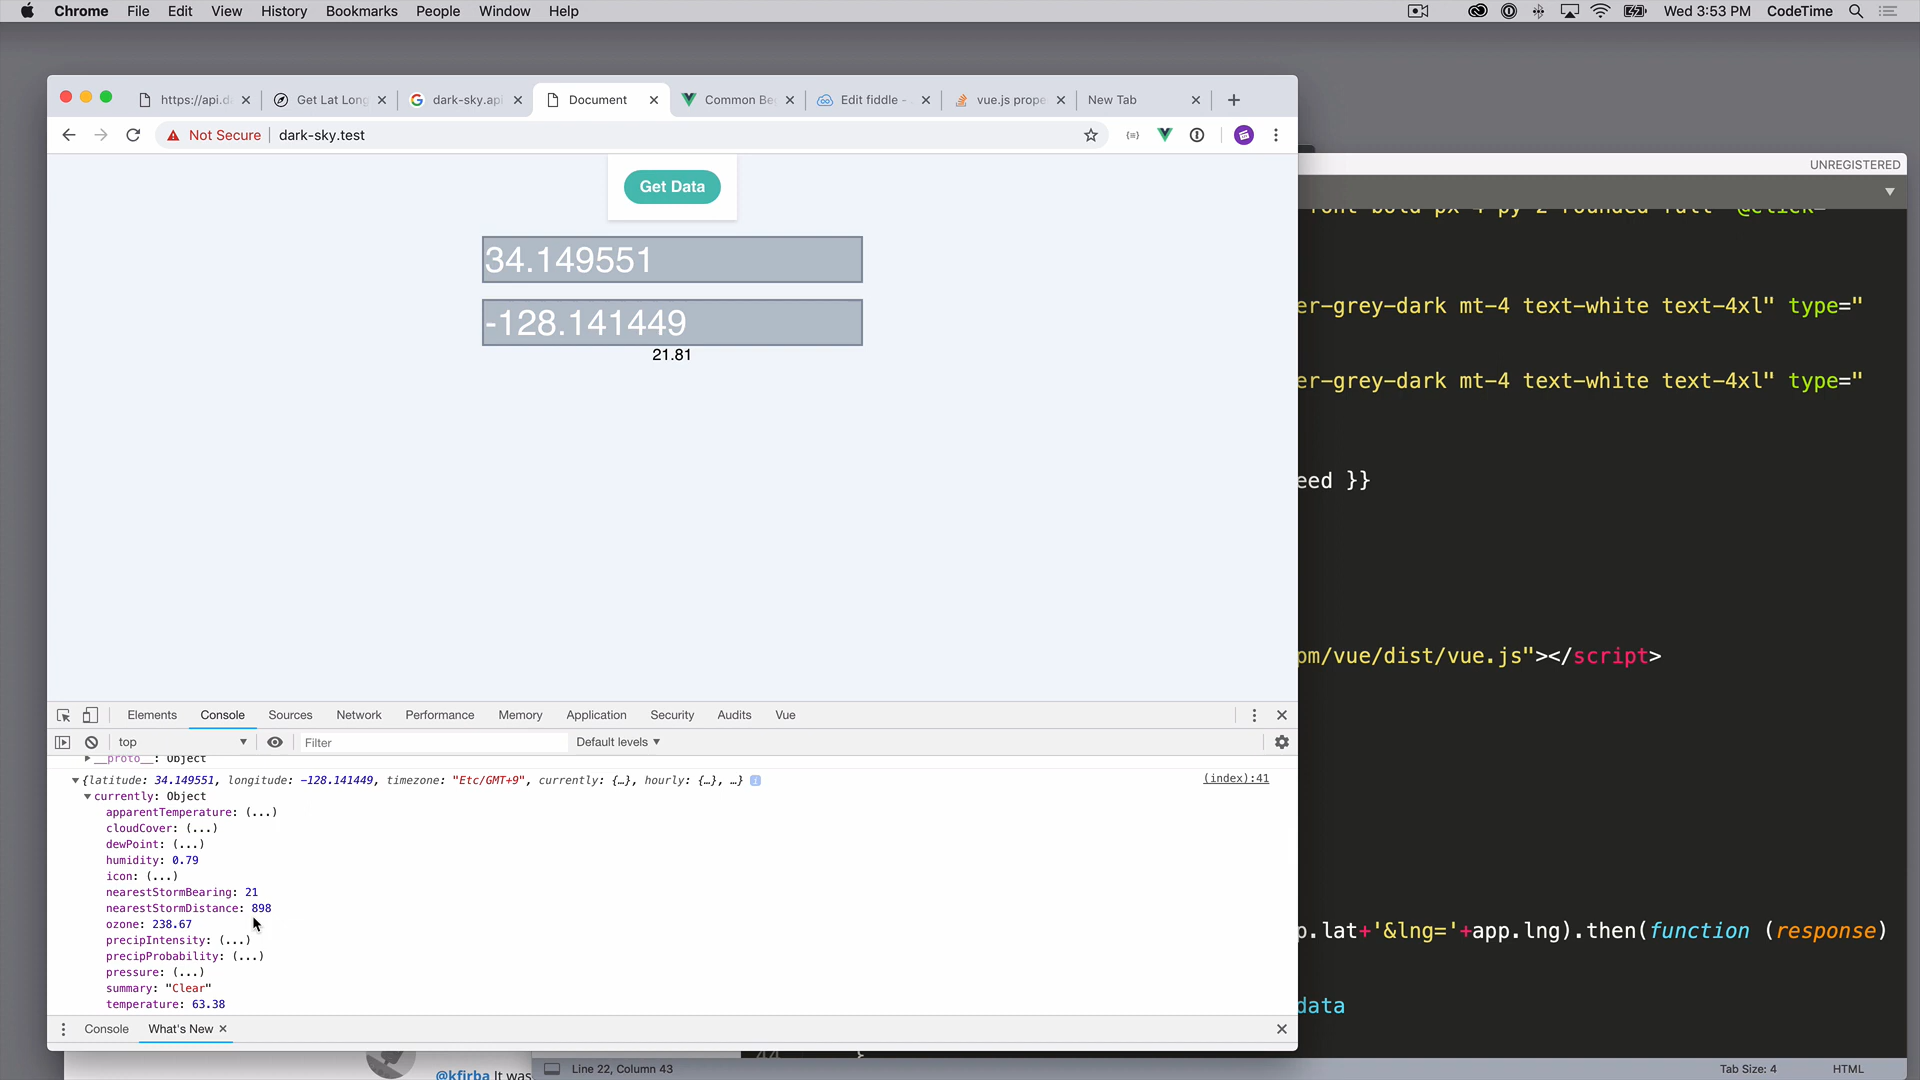 Chrome File Edit View History Bookmarks People Window Help Wed 3:53 PM CodeTime
https://api.d Get Lat Long dark-sky.api Document Common Be Edit fiddle - vue.js prope New Tab
Not Secure dark-sky.test
UNREGISTERED
Get Data
34.149551
-128.141449
21.81
er-grey-dark mt-4 text-white text-4xl" type="
er-grey-dark mt-4 text-white text-4xl" type="
eed }}
pm/vue/dist/vue.js"></script>
p.lat+'&lng='+app.lng).then(function (response)
data
Elements Console Sources Network Performance Memory Application Security Audits Vue
top Filter Default levels
__proto__: Object
{latitude: 34.149551, longitude: -128.141449, timezone: "Etc/GMT+9", currently: {…}, hourly: {…}, …} (index):41
currently: Object
apparentTemperature: (...)
cloudCover: (...)
dewPoint: (...)
humidity: 0.79
icon: (...)
nearestStormBearing: 21
nearestStormDistance: 898
ozone: 238.67
precipIntensity: (...)
precipProbability: (...)
pressure: (...)
summary: "Clear"
temperature: 63.38
Console What's New
@kfirba It was
Line 22, Column 43 Tab Size: 4 HTML